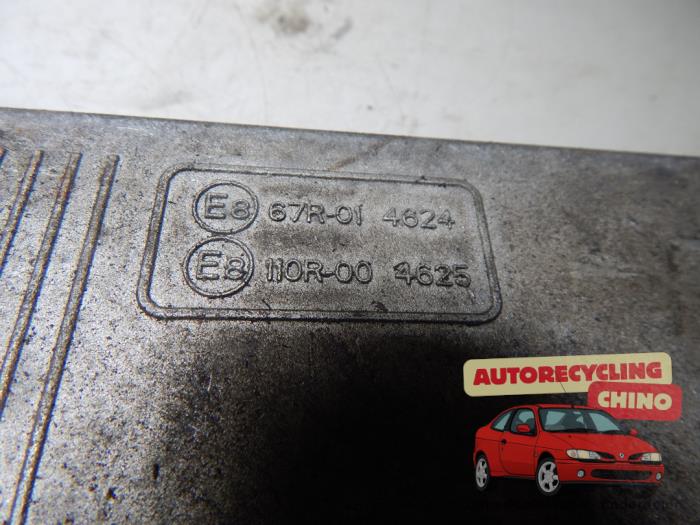 E8 67R-01 4624
E8 110R-00 4625
AUTORECYCLING
CHINO